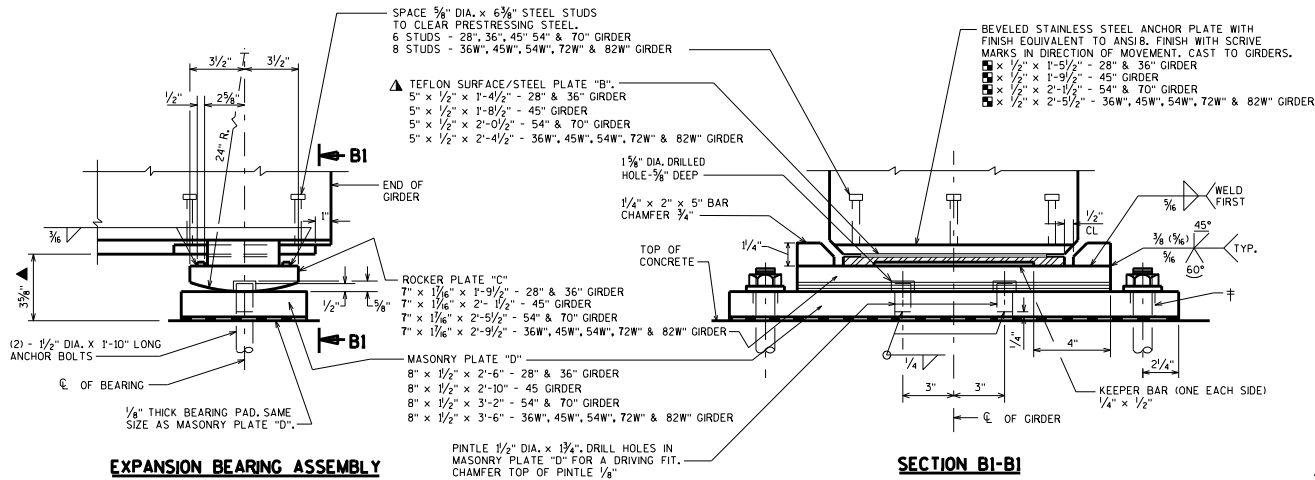 SPACE 5/8" DIA. x 6 3/8" STEEL STUDS
TO CLEAR PRESTRESSING STEEL.
6 STUDS - 28", 36", 45" 54" & 70" GIRDER
8 STUDS - 36W", 45W", 54W", 72W" & 82W" GIRDER
TEFLON SURFACE/STEEL PLATE "B".
5" x 1/2" x 1'-4 1/2" - 28" & 36" GIRDER
5" x 1/2" x 1'-8 1/2" - 45" GIRDER
5" x 1/2" x 2'-0 1/2" - 54" & 70" GIRDER
5" x 1/2" x 2'-4 1/2" - 36W", 45W", 54W", 72W" & 82W" GIRDER
BEVELED STAINLESS STEEL ANCHOR PLATE WITH
FINISH EQUIVALENT TO ANSI 8. FINISH WITH SCRIVE
MARKS IN DIRECTION OF MOVEMENT. CAST TO GIRDERS.
x 1/2" x 1'-5 1/2" - 28" & 36" GIRDER
x 1/2" x 1'-9 1/2" - 45" GIRDER
x 1/2" x 2'-1 1/2" - 54" & 70" GIRDER
x 1/2" x 2'-5 1/2" - 36W", 45W", 54W", 72W" & 82W" GIRDER
3 1/2"
3 1/2"
1/2"
2 5/8"
24" R.
B1
END OF
GIRDER
1"
3/16
3 5/8"
1/2"
5/8"
B1
ROCKER PLATE "C"
7" x 1 7/16" x 1'-9 1/2" - 28" & 36" GIRDER
7" x 1 7/16" x 2'- 1 1/2" - 45" GIRDER
7" x 1 7/16" x 2'-5 1/2" - 54" & 70" GIRDER
7" x 1 7/16" x 2'-9 1/2" - 36W", 45W", 54W", 72W" & 82W" GIRDER
(2) - 1 1/2" DIA. X 1'-10" LONG
ANCHOR BOLTS
℄ OF BEARING
1/8" THICK BEARING PAD. SAME
SIZE AS MASONRY PLATE "D".
MASONRY PLATE "D"
8" x 1 1/2" x 2'-6" - 28" & 36" GIRDER
8" x 1 1/2" x 2'-10" - 45 GIRDER
8" x 1 1/2" x 3'-2" - 54" & 70" GIRDER
8" x 1 1/2" x 3'-6" - 36W", 45W", 54W", 72W" & 82W" GIRDER
PINTLE 1 1/2" DIA. x 1 3/4". DRILL HOLES IN
MASONRY PLATE "D" FOR A DRIVING FIT.
CHAMFER TOP OF PINTLE 1/8"
EXPANSION BEARING ASSEMBLY
1 5/8" DIA. DRILLED
HOLE-5/8" DEEP
1 1/4" x 2" x 5" BAR
CHAMFER 3/4"
TOP OF
CONCRETE
1 1/4"
1/2"
CL
5/16
WELD
FIRST
3/8 (5/16)
5/16
45°
60°
TYP.
‡
1/4"
4"
2 1/4"
1/4
3"
3"
KEEPER BAR (ONE EACH SIDE)
1/4" x 1/2"
℄ OF GIRDER
SECTION B1-B1